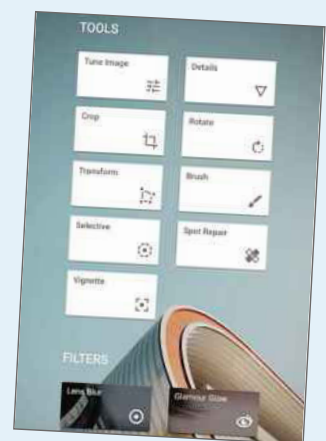 TOOLS
Tune Image
Details
Crop
Rotate
Transform
Brush
Selective
Spot Repair
Vignette
FILTERS
Lens Blur
Glamour Glow